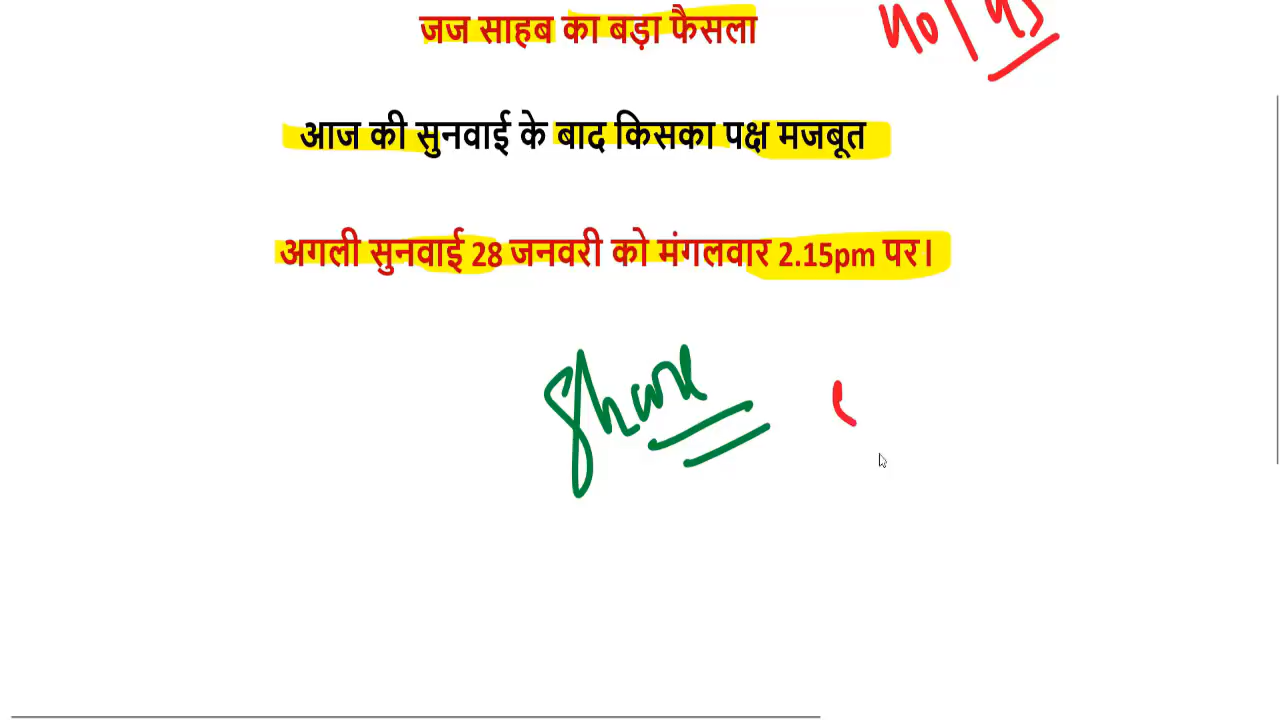 जज साहब का बड़ा फैसला
आज की सुनवाई के बाद किसका पक्ष मजबूत
अगली सुनवाई 28 जनवरी को मंगलवार 2.15pm पर।
Share